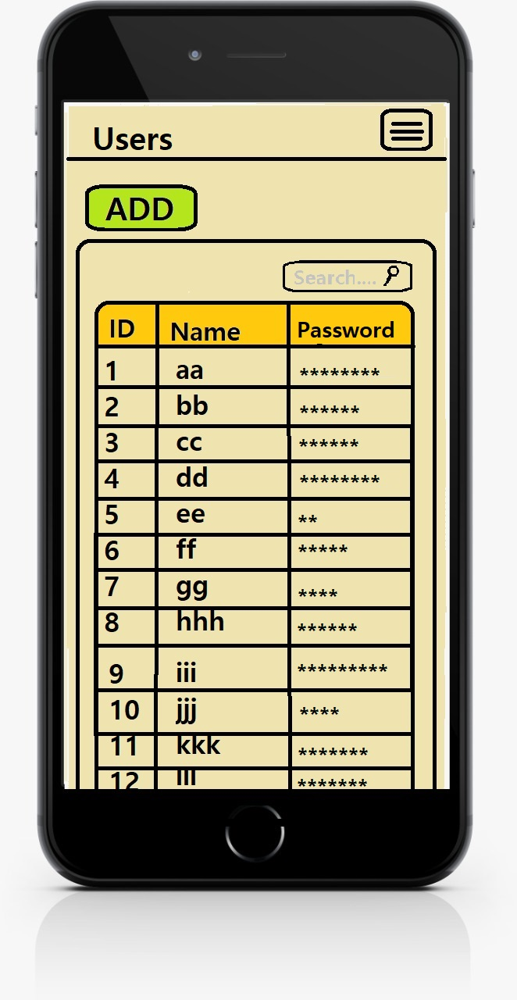 Users
ADD
Search....
ID Name Password
1 aa ********
2 bb ******
3 cc ******
4 dd ********
5 ee **
6 ff *****
7 gg ****
8 hhh ******
9 iii *********
10 jjj ****
11 kkk *******
12 lll *******